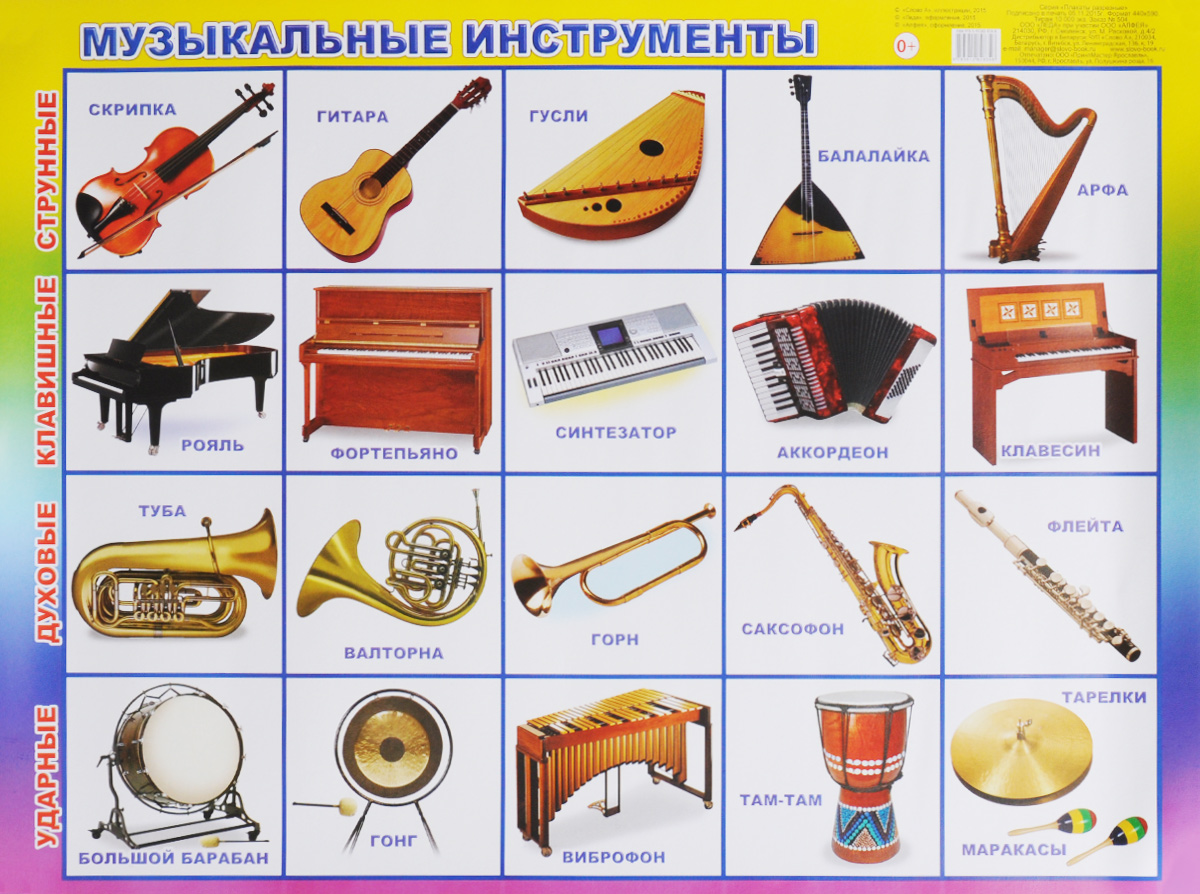 МУЗЫКАЛЬНЫЕ ИНСТРУМЕНТЫ
0+
СТРУННЫЕ
СКРИПКА
ГИТАРА
ГУСЛИ
БАЛАЛАЙКА
АРФА
КЛАВИШНЫЕ
РОЯЛЬ
ФОРТЕПЬЯНО
СИНТЕЗАТОР
АККОРДЕОН
КЛАВЕСИН
ДУХОВЫЕ
ТУБА
ВАЛТОРНА
ГОРН
САКСОФОН
ФЛЕЙТА
УДАРНЫЕ
БОЛЬШОЙ БАРАБАН
ГОНГ
ВИБРОФОН
ТАМ-ТАМ
ТАРЕЛКИ
МАРАКАСЫ